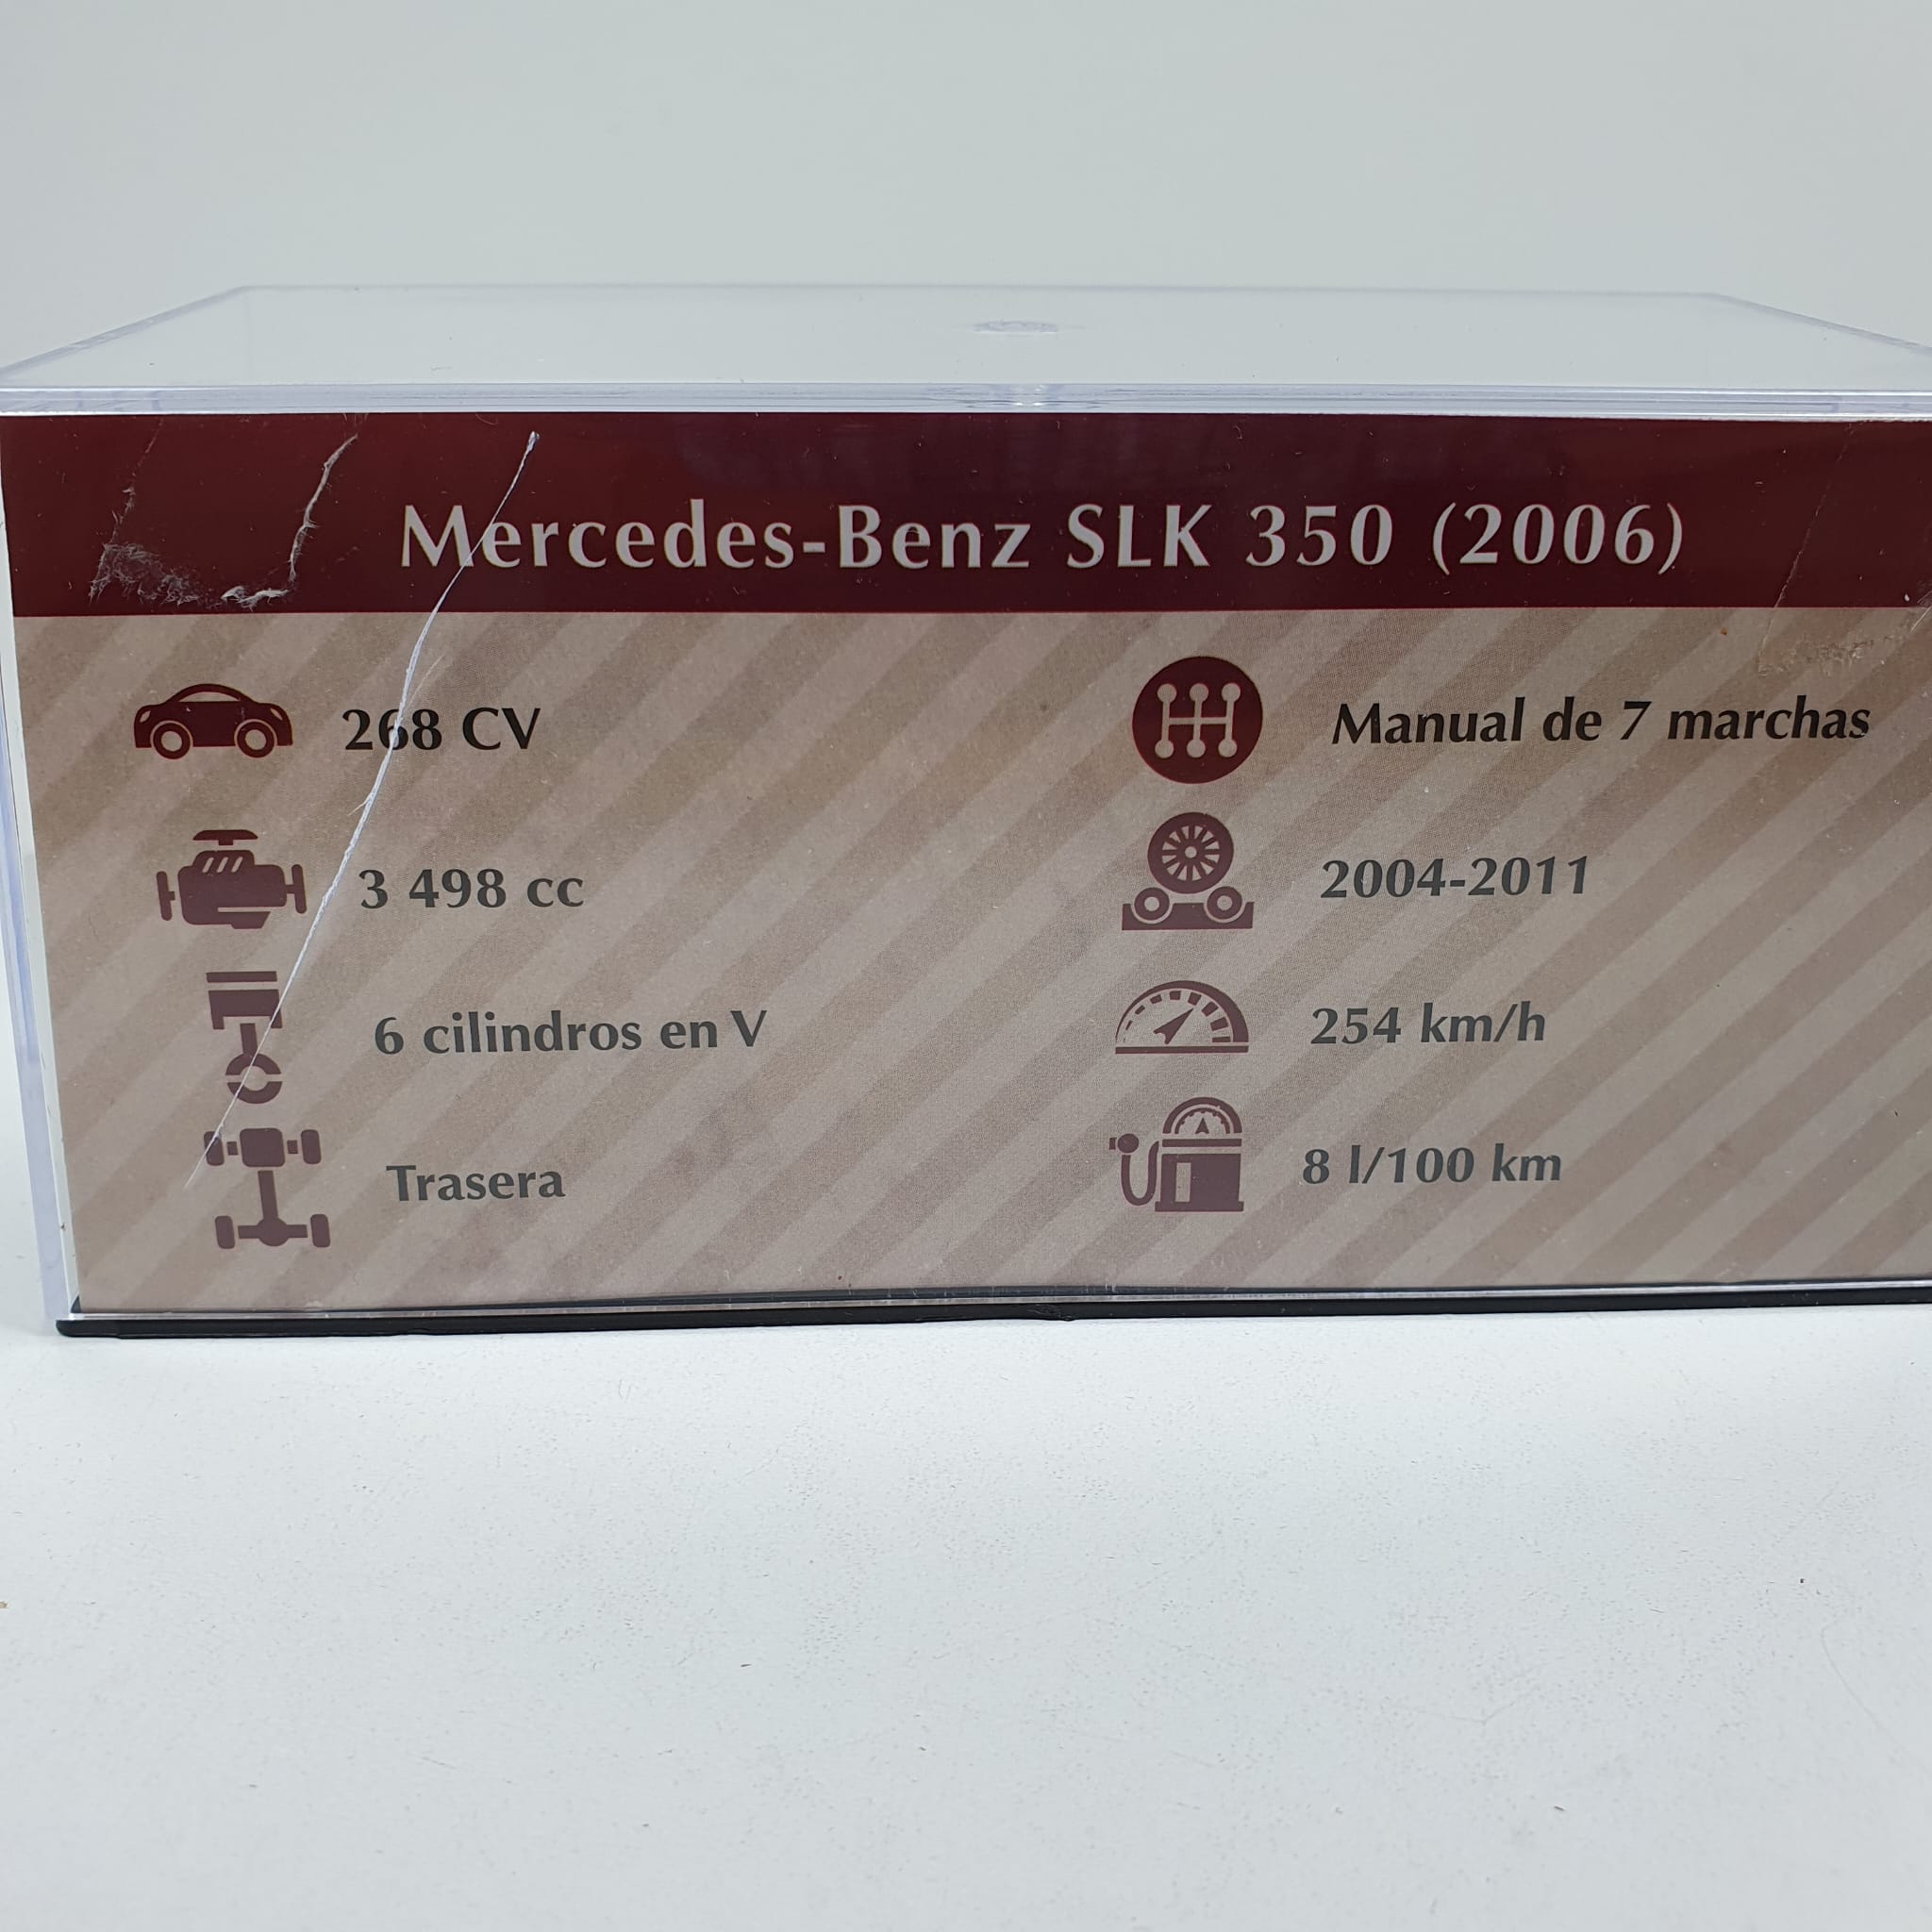 Mercedes-Benz SLK 350 (2006)
268 CV
3 498 cc
6 cilindros en V
Trasera
Manual de 7 marchas
2004-2011
254 km/h
8 l/100 km